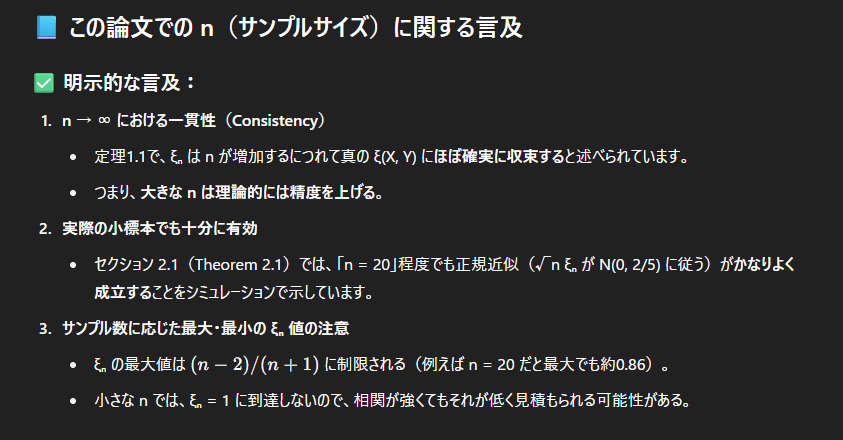 📘 この論文での n（サンプルサイズ）に関する言及
✅ 明示的な言及：
1. n → ∞ における一貫性（Consistency）
• 定理1.1で、ξₙ は n が増加するにつれて真の ξ(X, Y) にほぼ確実に収束すると述べられています。
• つまり、大きな n は理論的には精度を上げる。
2. 実際の小標本でも十分に有効
• セクション 2.1（Theorem 2.1）では、「n = 20」程度でも正規近似（√n ξₙ が N(0, 2/5) に従う）がかなりよく
成立することをシミュレーションで示しています。
3. サンプル数に応じた最大・最小の ξₙ 値の注意
• ξₙ の最大値は (n − 2)/(n + 1) に制限される（例えば n = 20 だと最大でも約0.86）。
• 小さな n では、ξₙ = 1 に到達しないので、相関が強くてもそれが低く見積もられる可能性がある。